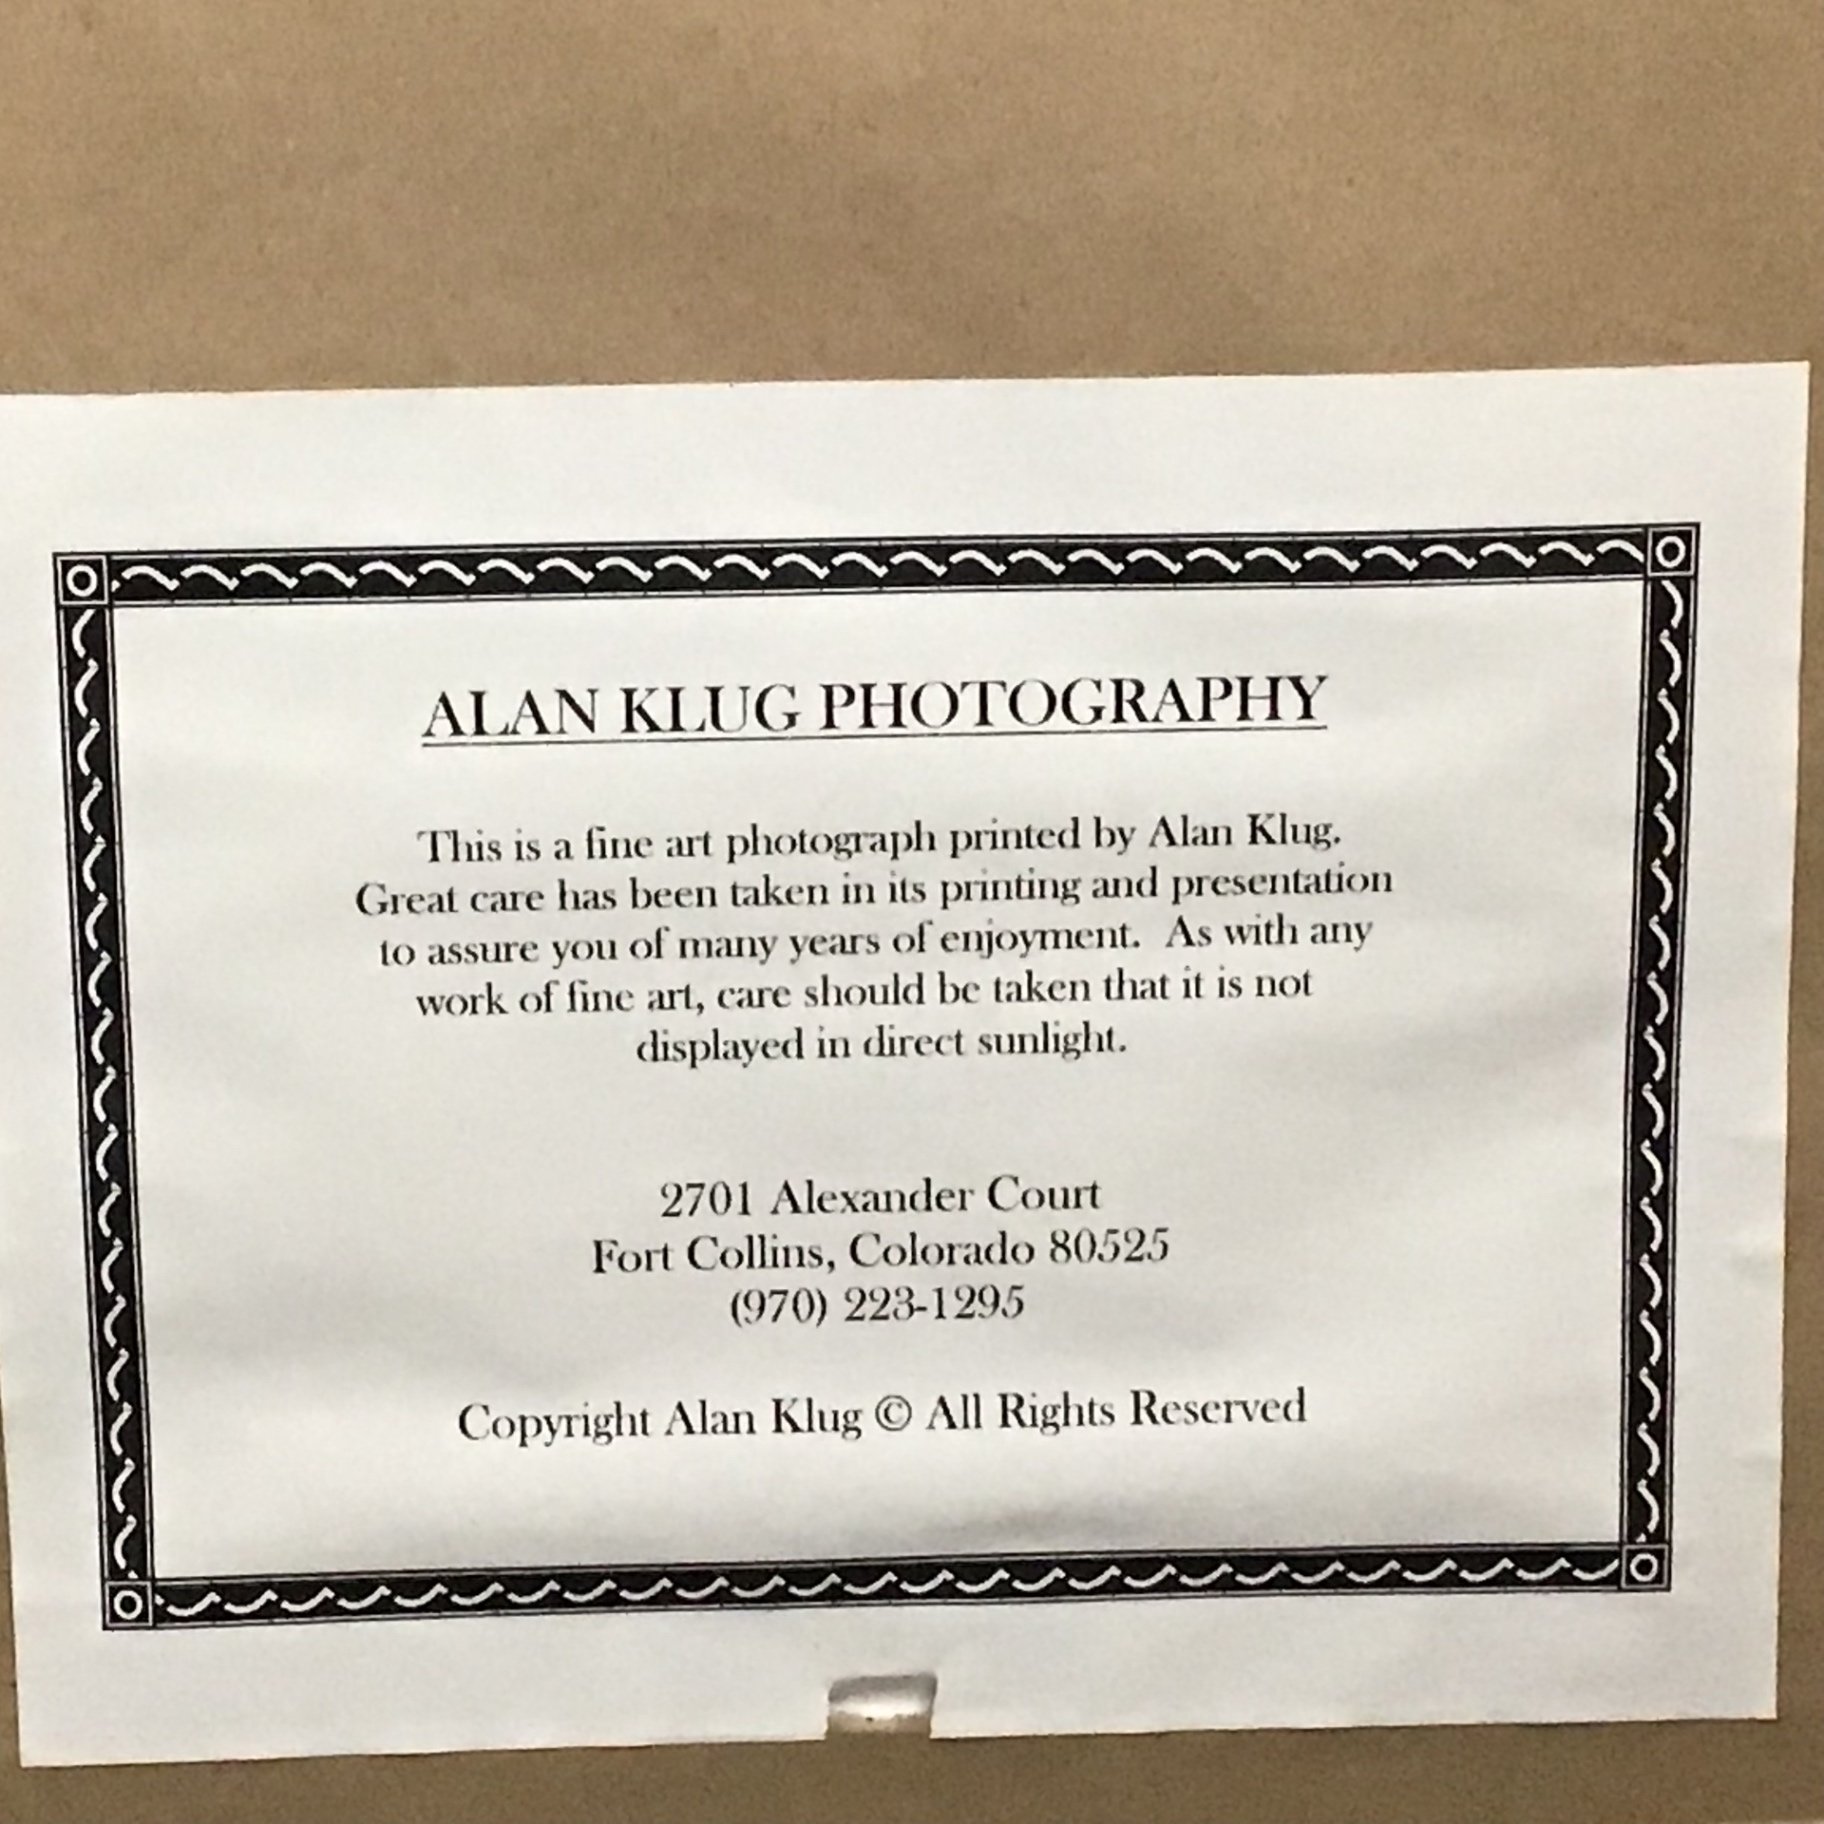 ALAN KLUG PHOTOGRAPHY
This is a fine art photograph printed by Alan Klug.
Great care has been taken in its printing and presentation
to assure you of many years of enjoyment. As with any
work of fine art, care should be taken that it is not
displayed in direct sunlight.
2701 Alexander Court
Fort Collins, Colorado 80525
(970) 223-1295
Copyright Alan Klug © All Rights Reserved